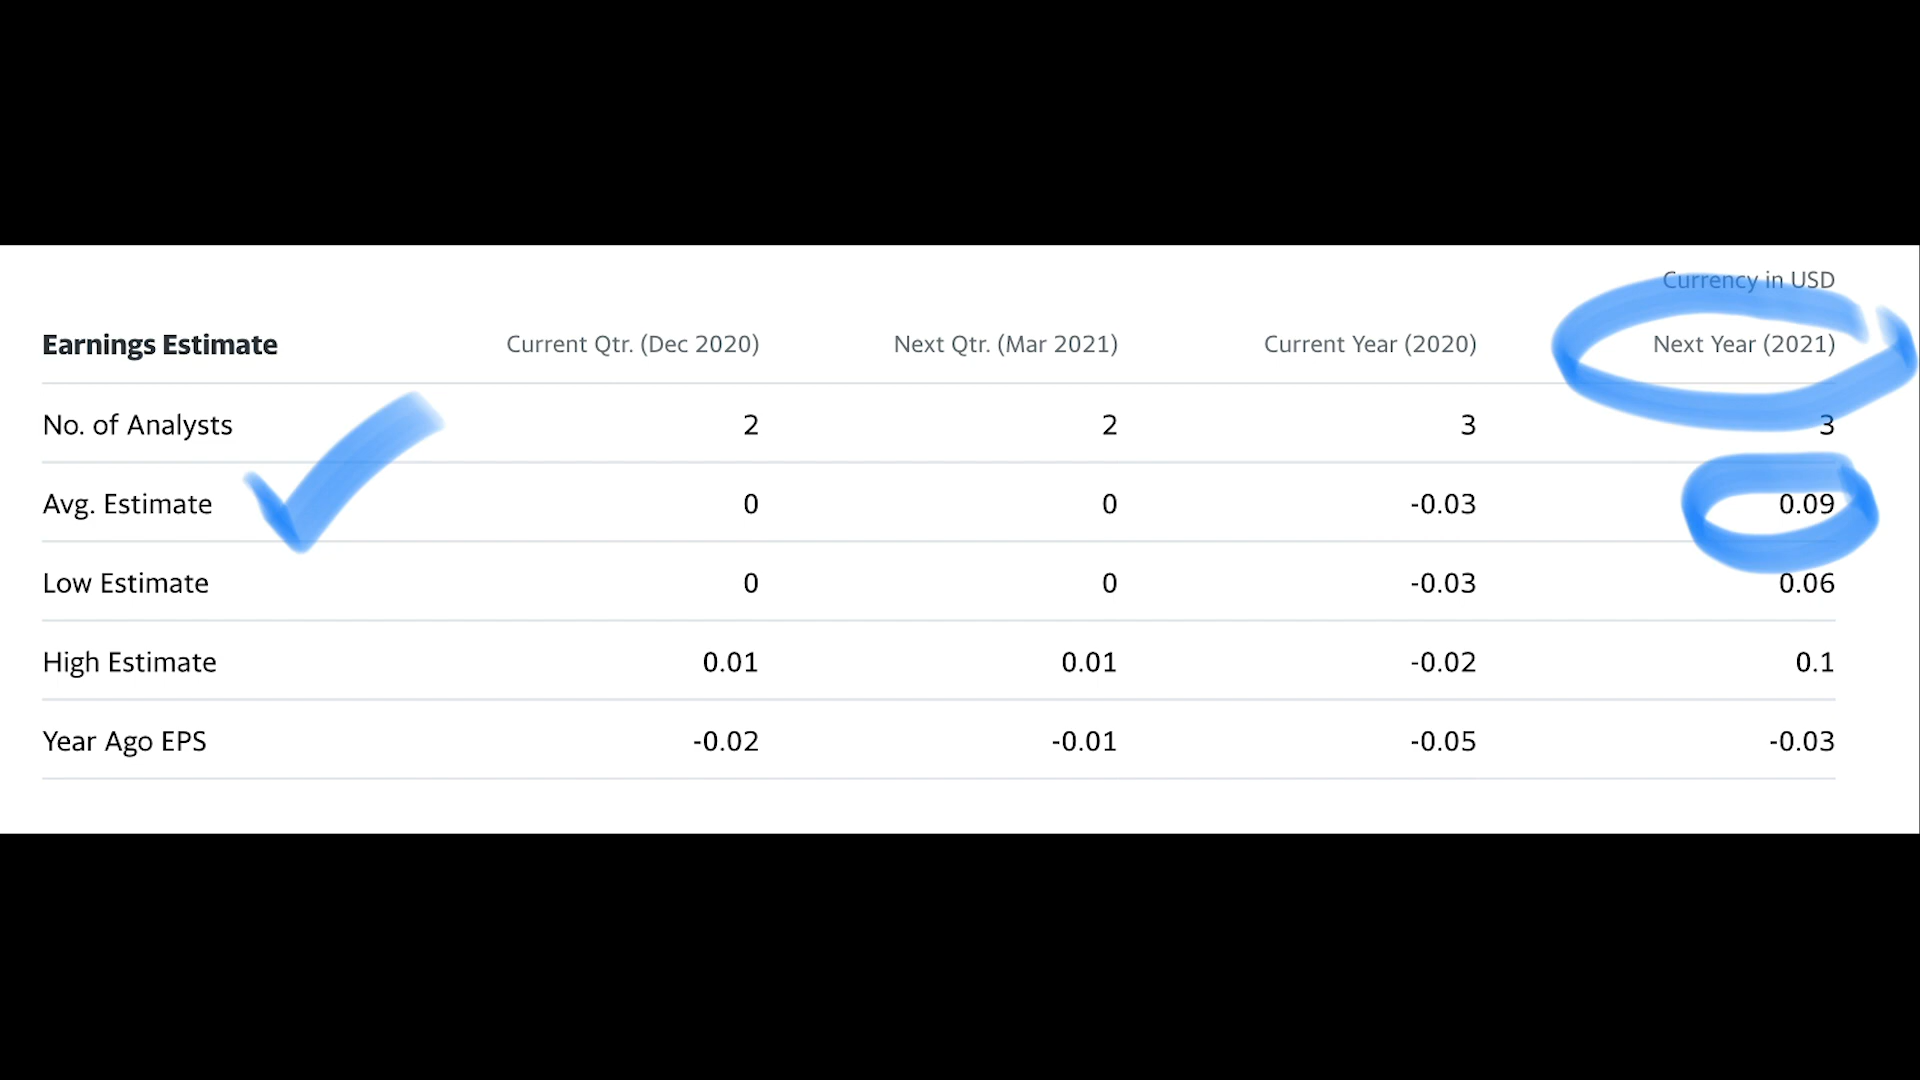 Currency in USD
Earnings Estimate Current Qtr. (Dec 2020) Next Qtr. (Mar 2021) Current Year (2020) Next Year (2021)
No. of Analysts 2 2 3 3
Avg. Estimate 0 0 -0.03 0.09
Low Estimate 0 0 -0.03 0.06
High Estimate 0.01 0.01 -0.02 0.1
Year Ago EPS -0.02 -0.01 -0.05 -0.03